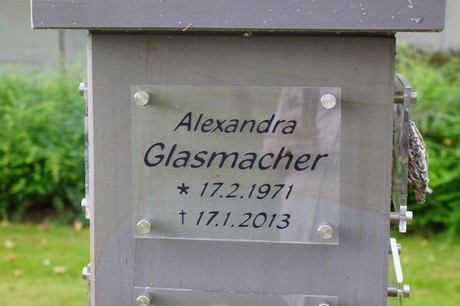 Alexandra
Glasmacher
* 17.2.1971
† 17.1.2013